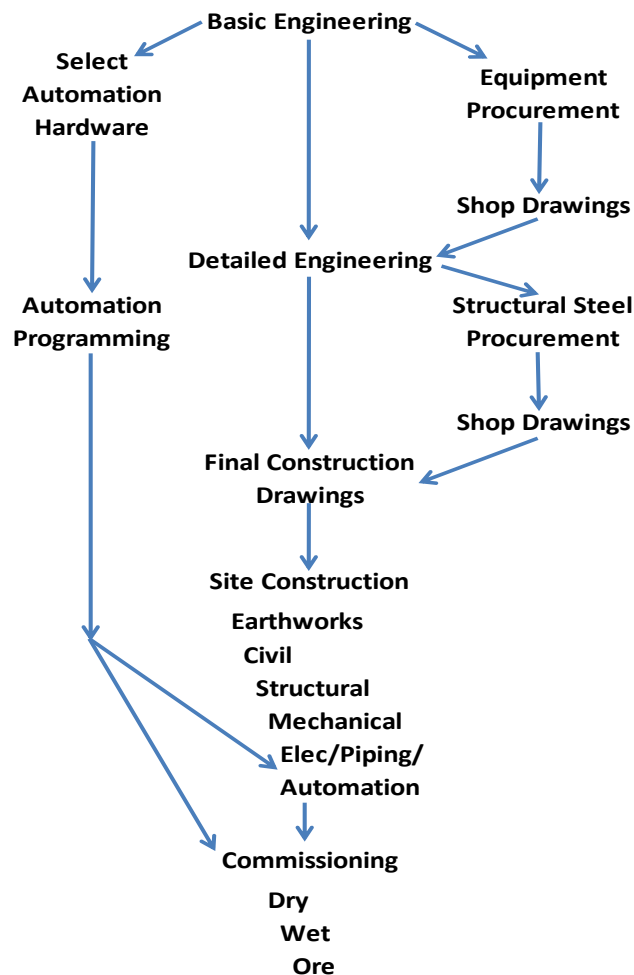 Basic Engineering
Select
Automation
Hardware
Equipment
Procurement
Shop Drawings
Detailed Engineering
Automation
Programming
Structural Steel
Procurement
Shop Drawings
Final Construction
Drawings
Site Construction
Earthworks
Civil
Structural
Mechanical
Elec/Piping/
Automation
Commissioning
Dry
Wet
Ore